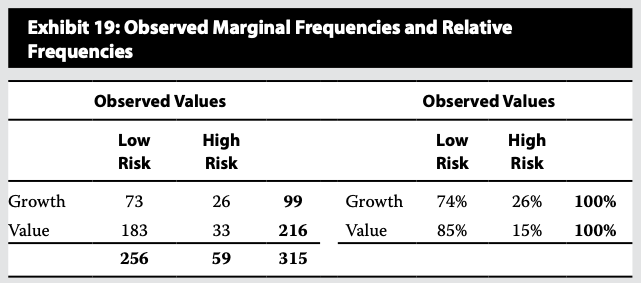 Exhibit 19: Observed Marginal Frequencies and Relative
Frequencies
Observed Values Observed Values
Low High Low High
Risk Risk Risk Risk
Growth 73 26 99 Growth 74% 26% 100%
Value 183 33 216 Value 85% 15% 100%
256 59 315